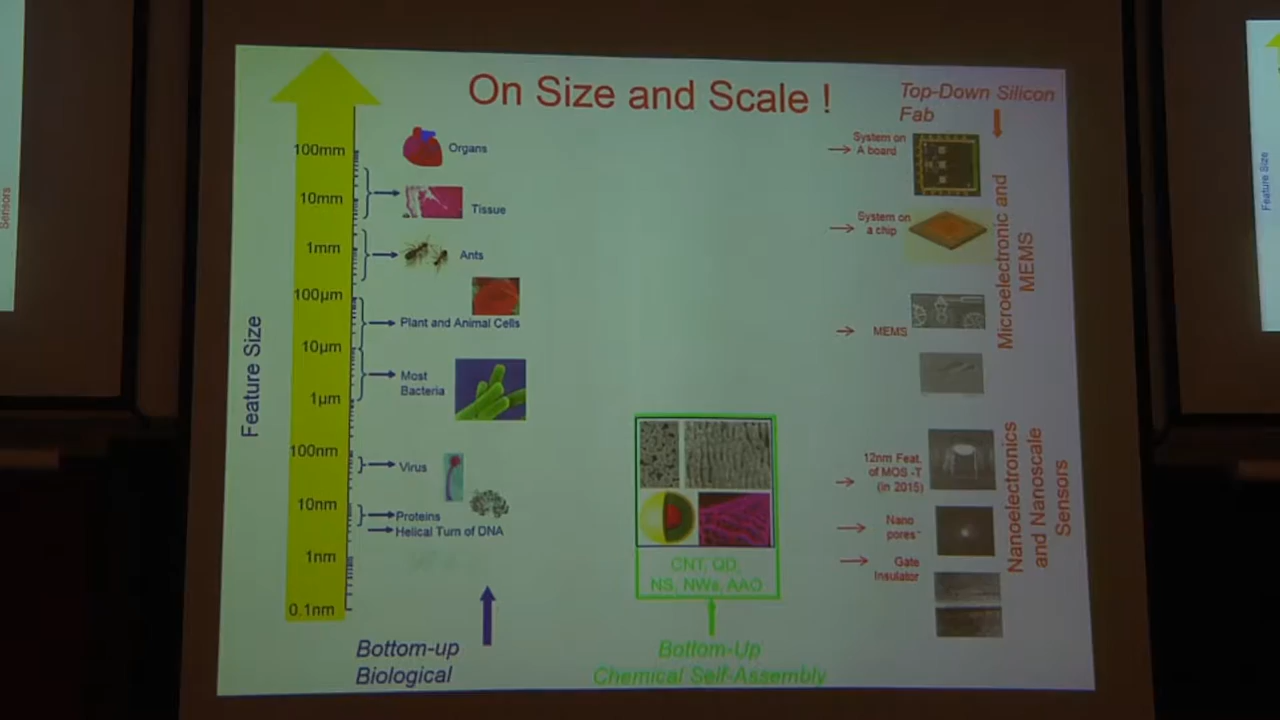 On Size and Scale !
Top-Down Silicon
Fab
100mm
10mm
1mm
100µm
10µm
1µm
100nm
10nm
1nm
0.1nm
Feature Size
Organs
Tissue
Ants
Plant and Animal Cells
Most
Bacteria
Virus
Proteins
Helical Turn of DNA
Bottom-up
Biological
CNT, QD,
NS, NWs, AAO
Bottom-Up
Chemical Self-Assembly
System on
A board
System on
a chip
MEMS
12nm Feat.
of MOS -T
(in 2015)
Nano
pores
Gate
Insulator
Microelectronic and
MEMS
Nanoelectronics
and Nanoscale
Sensors
Sensors
Feature Size